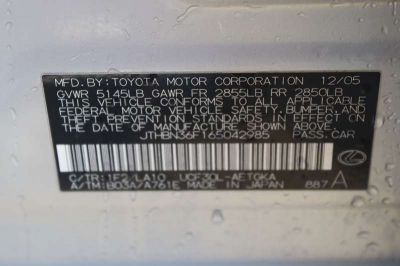 MFD.BY:TOYOTA MOTOR CORPORATION 12/05
GVWR 5145LB GAWR FR 2855LB RR 2850LB
THIS VEHICLE CONFORMS TO ALL APPLICABLE
FEDERAL MOTOR VEHICLE SAFETY, BUMPER, AND
THEFT PREVENTION STANDARDS IN EFFECT ON
THE DATE OF MANUFACTURE SHOWN ABOVE.
JTHBN36F165042985
PASS.CAR
C/TR:1F2/LA10 UCF30L-AETGKA
A/TM:B03A/A761E MADE IN JAPAN 887 A